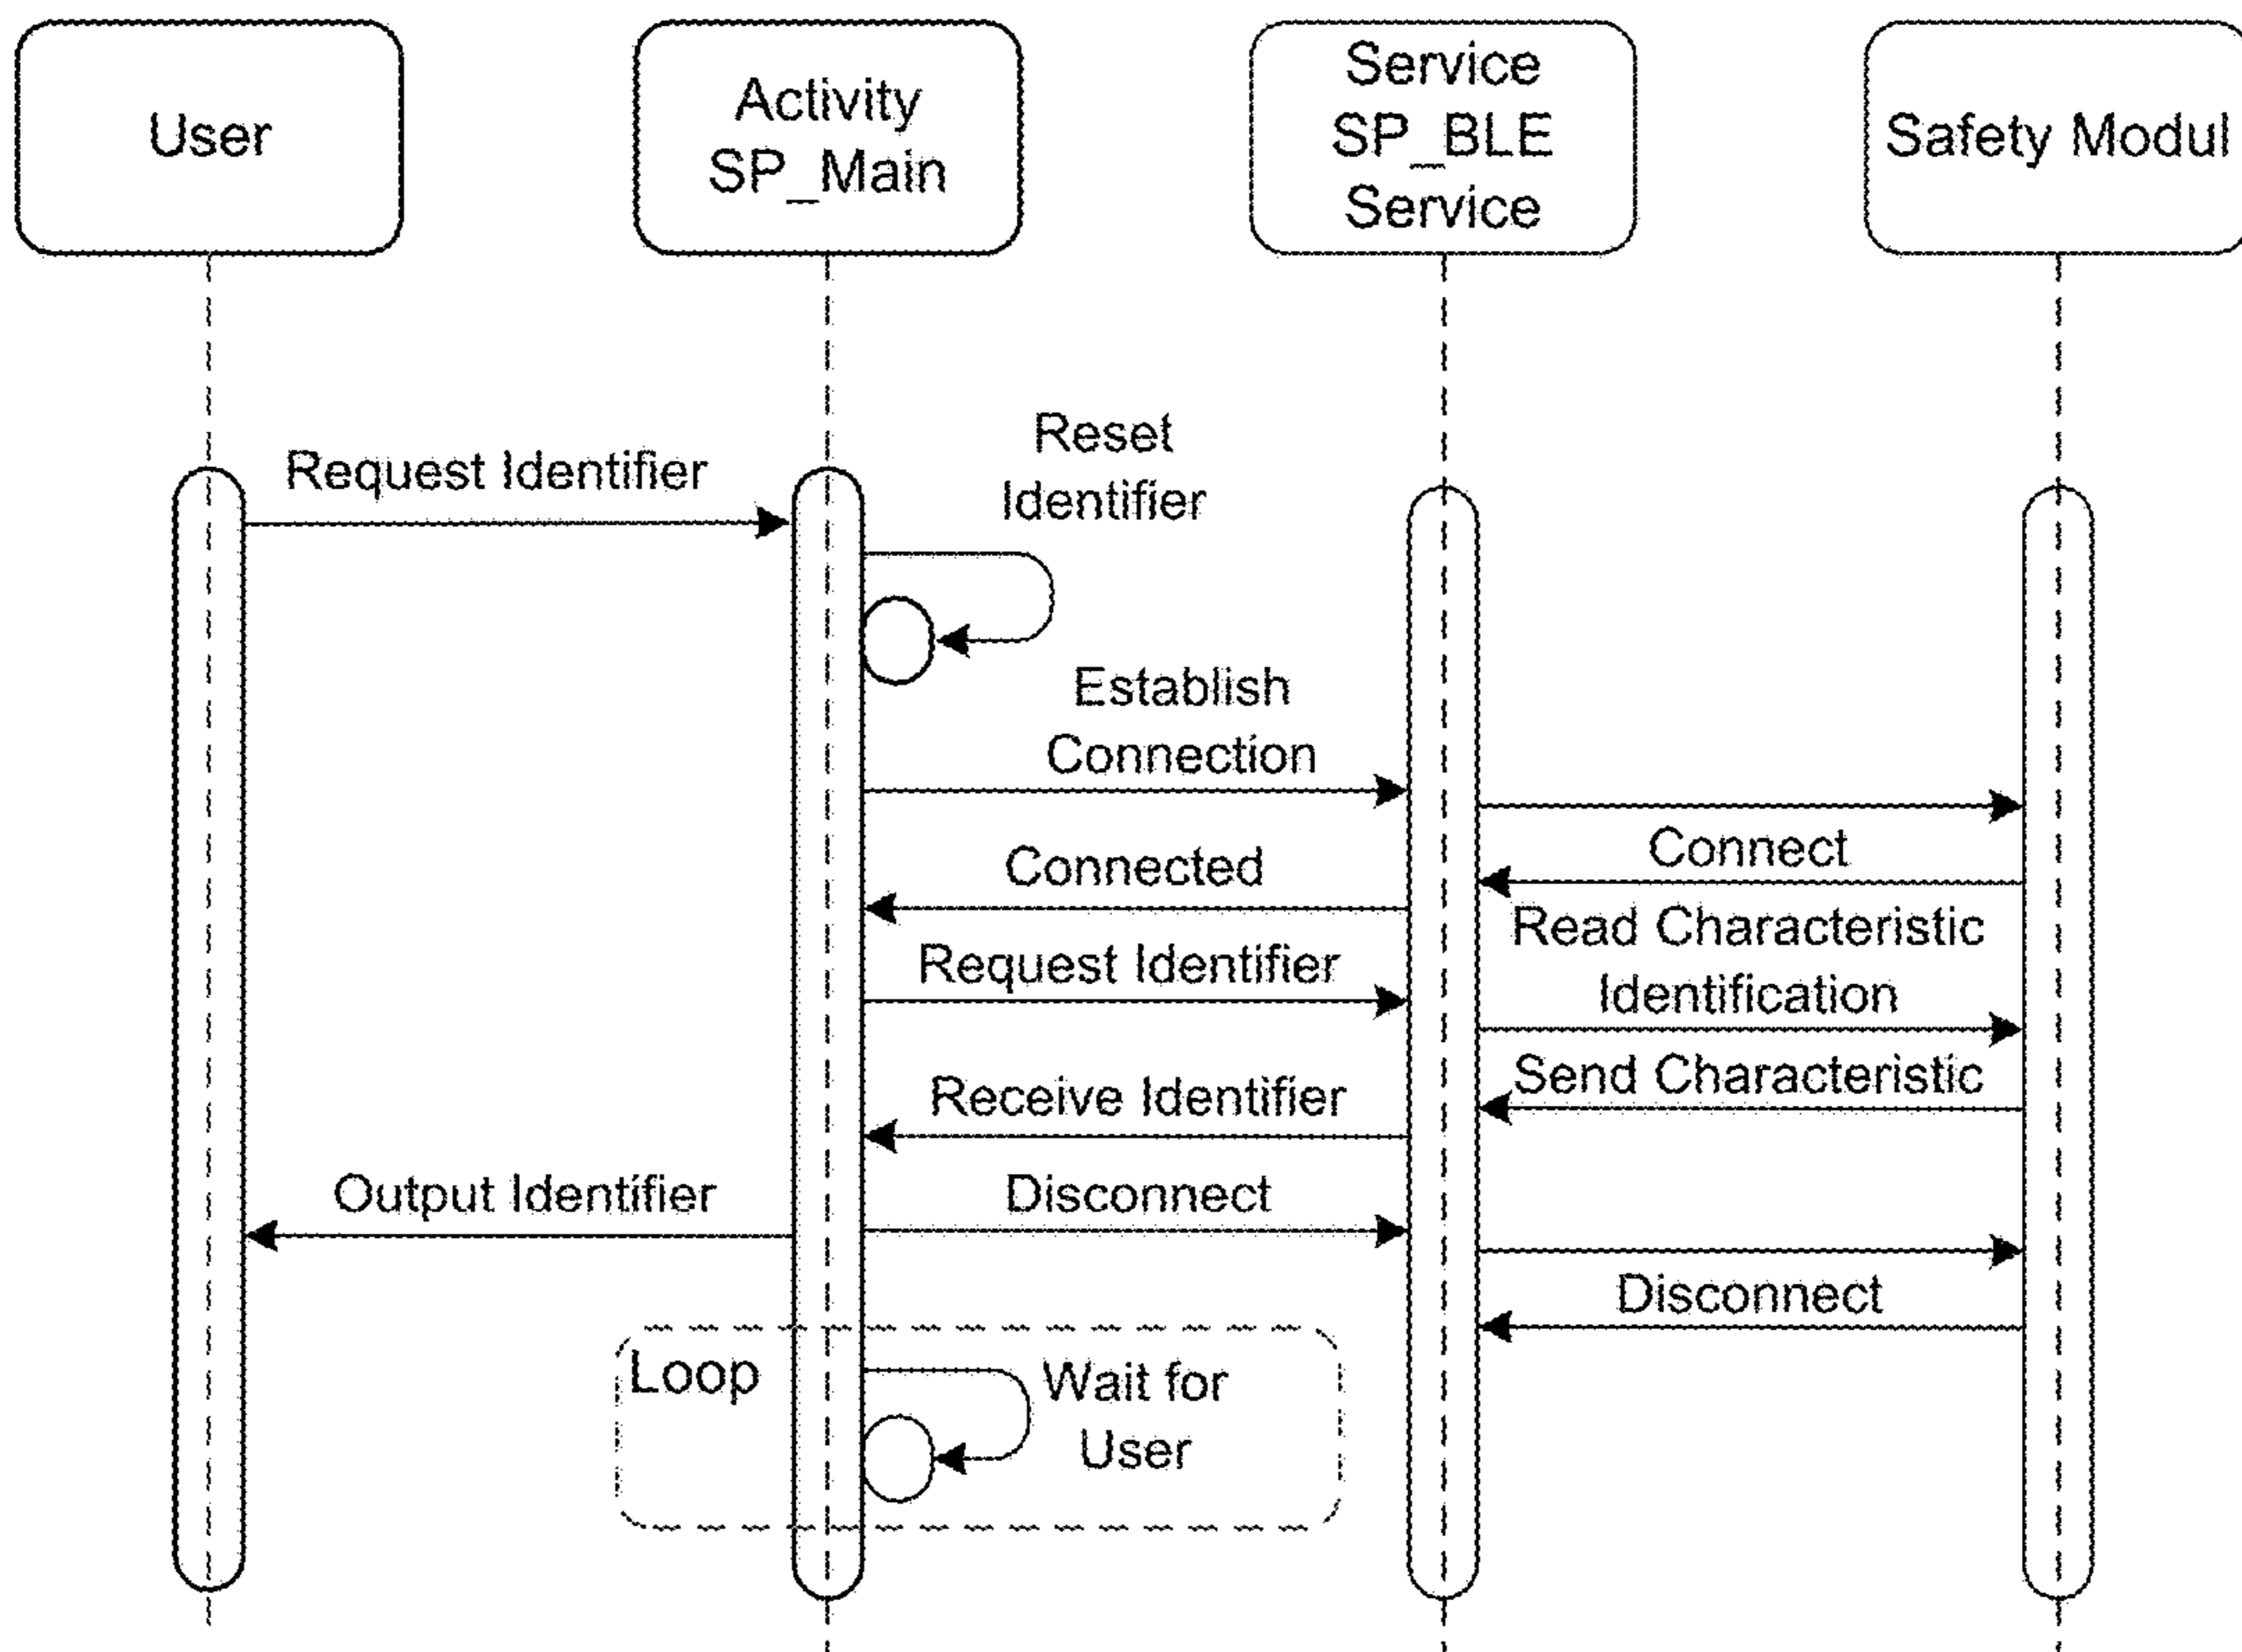 User
Activity
SP_Main
Service
SP_BLE
Service
Safety Modul
Request Identifier
Reset
Identifier
Establish
Connection
Connect
Connected
Read Characteristic
Identification
Request Identifier
Send Characteristic
Receive Identifier
Output Identifier
Disconnect
Disconnect
Loop
Wait for
User